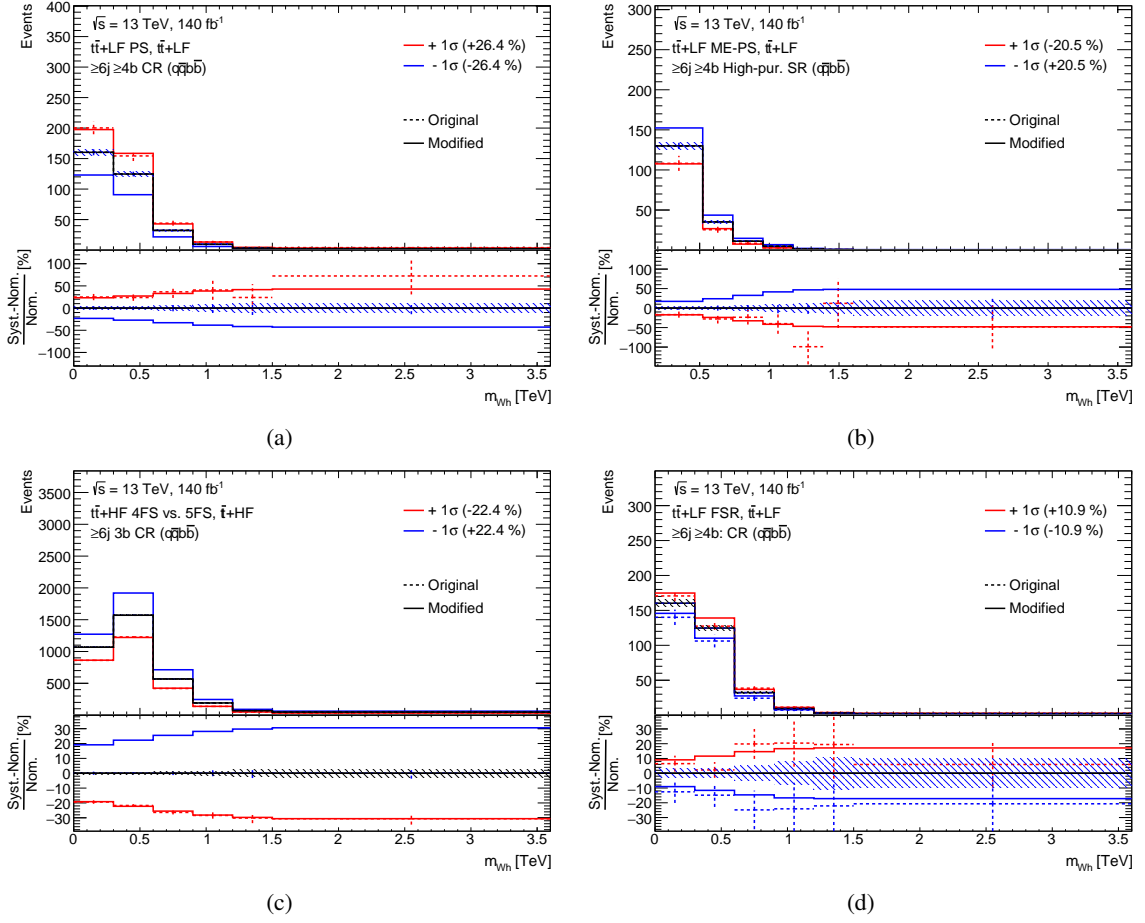 Events
√s = 13 TeV, 140 fb⁻¹
tt̄+LF PS, tt̄+LF
≥6j ≥4b CR (qq̄bb̄)
+ 1σ (+26.4 %)
- 1σ (-26.4 %)
Original
Modified
300
250
200
150
100
50
Syst.-Nom. [%]
Nom.
100
50
0
−50
−100
0 0.5 1 1.5 2 2.5 3 3.5
m_Wh [TeV]
(a)
Events
√s = 13 TeV, 140 fb⁻¹
tt̄+LF ME-PS, tt̄+LF
≥6j ≥4b High-pur. SR (qq̄bb̄)
+ 1σ (-20.5 %)
- 1σ (+20.5 %)
Original
Modified
300
250
200
150
100
50
Syst.-Nom. [%]
Nom.
100
50
0
−50
−100
0.5 1 1.5 2 2.5 3 3.5
m_Wh [TeV]
(b)
Events
√s = 13 TeV, 140 fb⁻¹
tt̄+HF 4FS vs. 5FS, tt̄+HF
≥6j 3b CR (qq̄bb̄)
+ 1σ (-22.4 %)
- 1σ (+22.4 %)
Original
Modified
3500
3000
2500
2000
1500
1000
500
Syst.-Nom. [%]
Nom.
30
20
10
0
−10
−20
−30
0 0.5 1 1.5 2 2.5 3 3.5
m_Wh [TeV]
(c)
Events
√s = 13 TeV, 140 fb⁻¹
tt̄+LF FSR, tt̄+LF
≥6j ≥4b: CR (qq̄bb̄)
+ 1σ (+10.9 %)
- 1σ (-10.9 %)
Original
Modified
350
300
250
200
150
100
50
Syst.-Nom. [%]
Nom.
30
20
10
0
−10
−20
−30
0 0.5 1 1.5 2 2.5 3 3.5
m_Wh [TeV]
(d)